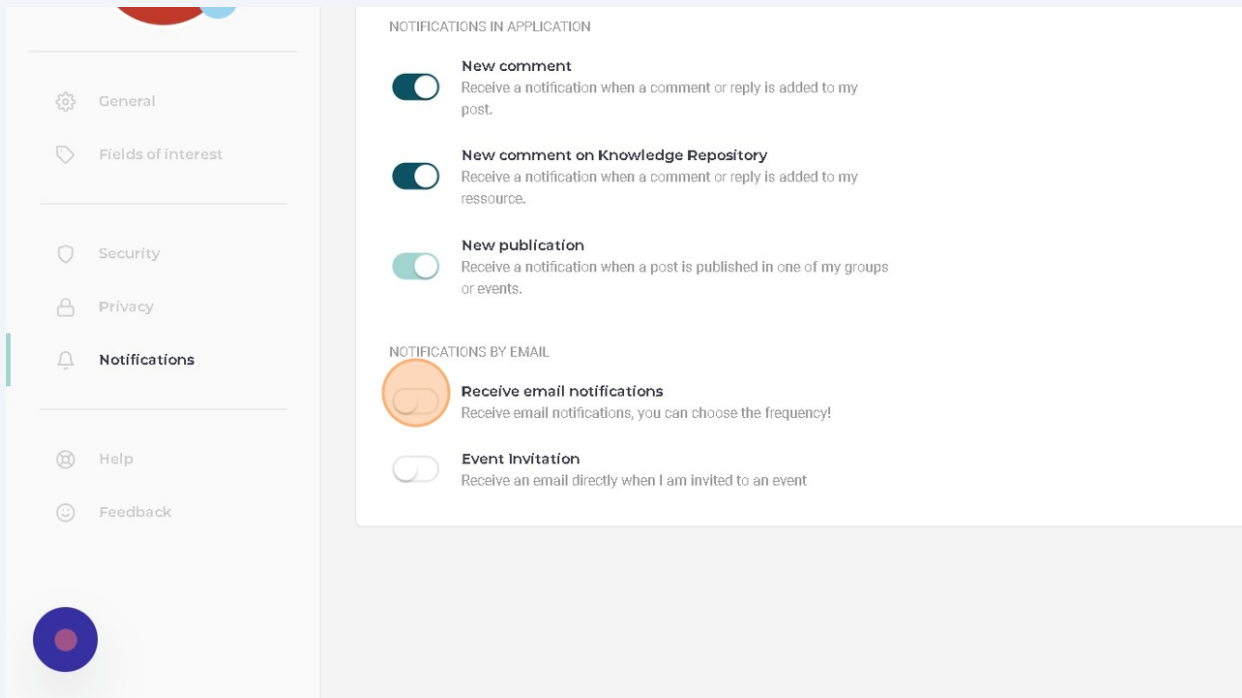 General
Fields of interest
Security
Privacy
Notifications
Help
Feedback
NOTIFICATIONS IN APPLICATION
New comment
Receive a notification when a comment or reply is added to my
post.
New comment on Knowledge Repository
Receive a notification when a comment or reply is added to my
ressource.
New publication
Receive a notification when a post is published in one of my groups
or events.
NOTIFICATIONS BY EMAIL
Receive email notifications
Receive email notifications, you can choose the frequency!
Event Invitation
Receive an email directly when I am invited to an event